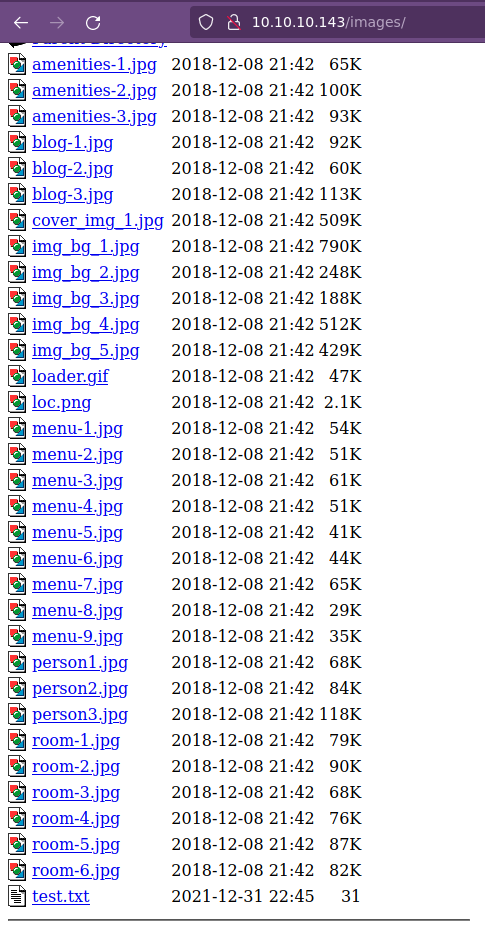 10.10.10.143/images/
Parent Directory
amenities-1.jpg 2018-12-08 21:42 65K
amenities-2.jpg 2018-12-08 21:42 100K
amenities-3.jpg 2018-12-08 21:42 93K
blog-1.jpg 2018-12-08 21:42 92K
blog-2.jpg 2018-12-08 21:42 60K
blog-3.jpg 2018-12-08 21:42 113K
cover_img_1.jpg 2018-12-08 21:42 509K
img_bg_1.jpg 2018-12-08 21:42 790K
img_bg_2.jpg 2018-12-08 21:42 248K
img_bg_3.jpg 2018-12-08 21:42 188K
img_bg_4.jpg 2018-12-08 21:42 512K
img_bg_5.jpg 2018-12-08 21:42 429K
loader.gif 2018-12-08 21:42 47K
loc.png 2018-12-08 21:42 2.1K
menu-1.jpg 2018-12-08 21:42 54K
menu-2.jpg 2018-12-08 21:42 51K
menu-3.jpg 2018-12-08 21:42 61K
menu-4.jpg 2018-12-08 21:42 51K
menu-5.jpg 2018-12-08 21:42 41K
menu-6.jpg 2018-12-08 21:42 44K
menu-7.jpg 2018-12-08 21:42 65K
menu-8.jpg 2018-12-08 21:42 29K
menu-9.jpg 2018-12-08 21:42 35K
person1.jpg 2018-12-08 21:42 68K
person2.jpg 2018-12-08 21:42 84K
person3.jpg 2018-12-08 21:42 118K
room-1.jpg 2018-12-08 21:42 79K
room-2.jpg 2018-12-08 21:42 90K
room-3.jpg 2018-12-08 21:42 68K
room-4.jpg 2018-12-08 21:42 76K
room-5.jpg 2018-12-08 21:42 87K
room-6.jpg 2018-12-08 21:42 82K
test.txt 2021-12-31 22:45 31